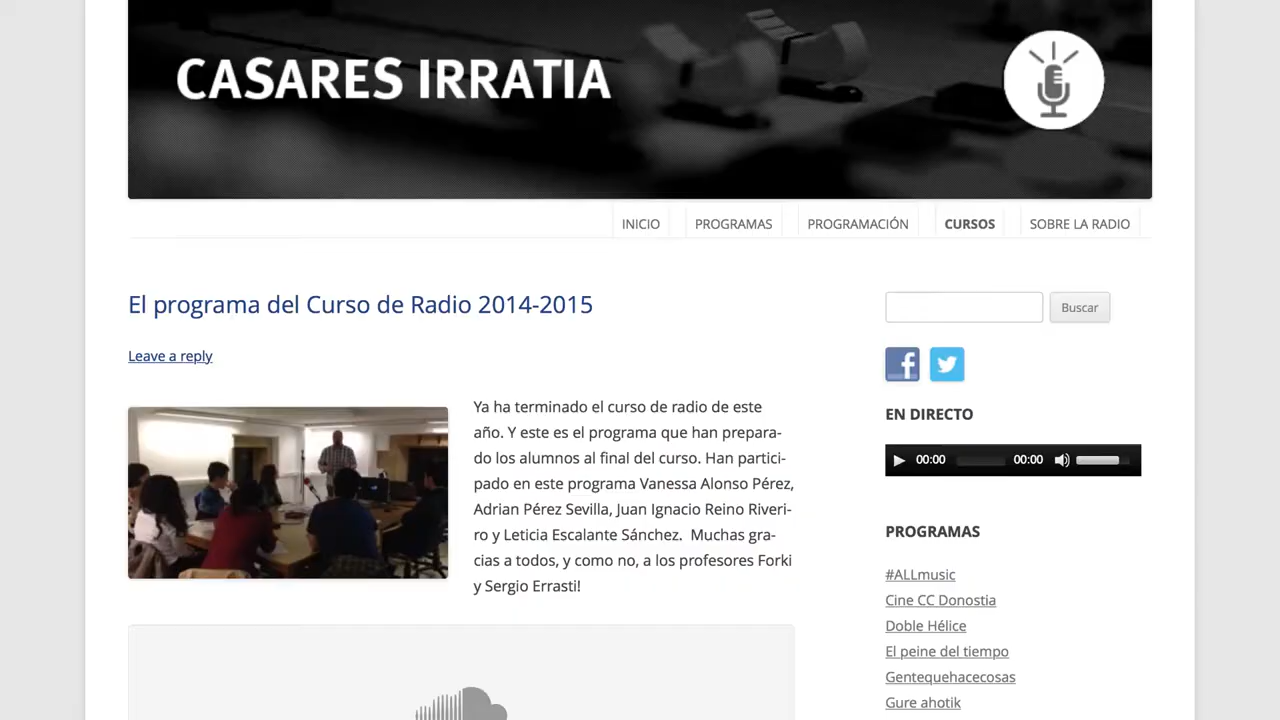 CASARES IRRATIA
INICIO
PROGRAMAS
PROGRAMACIÓN
CURSOS
SOBRE LA RADIO
El programa del Curso de Radio 2014-2015
Leave a reply
Ya ha terminado el curso de radio de este
año. Y este es el programa que han prepara-
do los alumnos al final del curso. Han partici-
pado en este programa Vanessa Alonso Pérez,
Adrian Pérez Sevilla, Juan Ignacio Reino Riveri-
ro y Leticia Escalante Sánchez. Muchas gra-
cias a todos, y como no, a los profesores Forki
y Sergio Errasti!
Buscar
EN DIRECTO
00:00
00:00
PROGRAMAS
#ALLmusic
Cine CC Donostia
Doble Hélice
El peine del tiempo
Gentequehacecosas
Gure ahotik